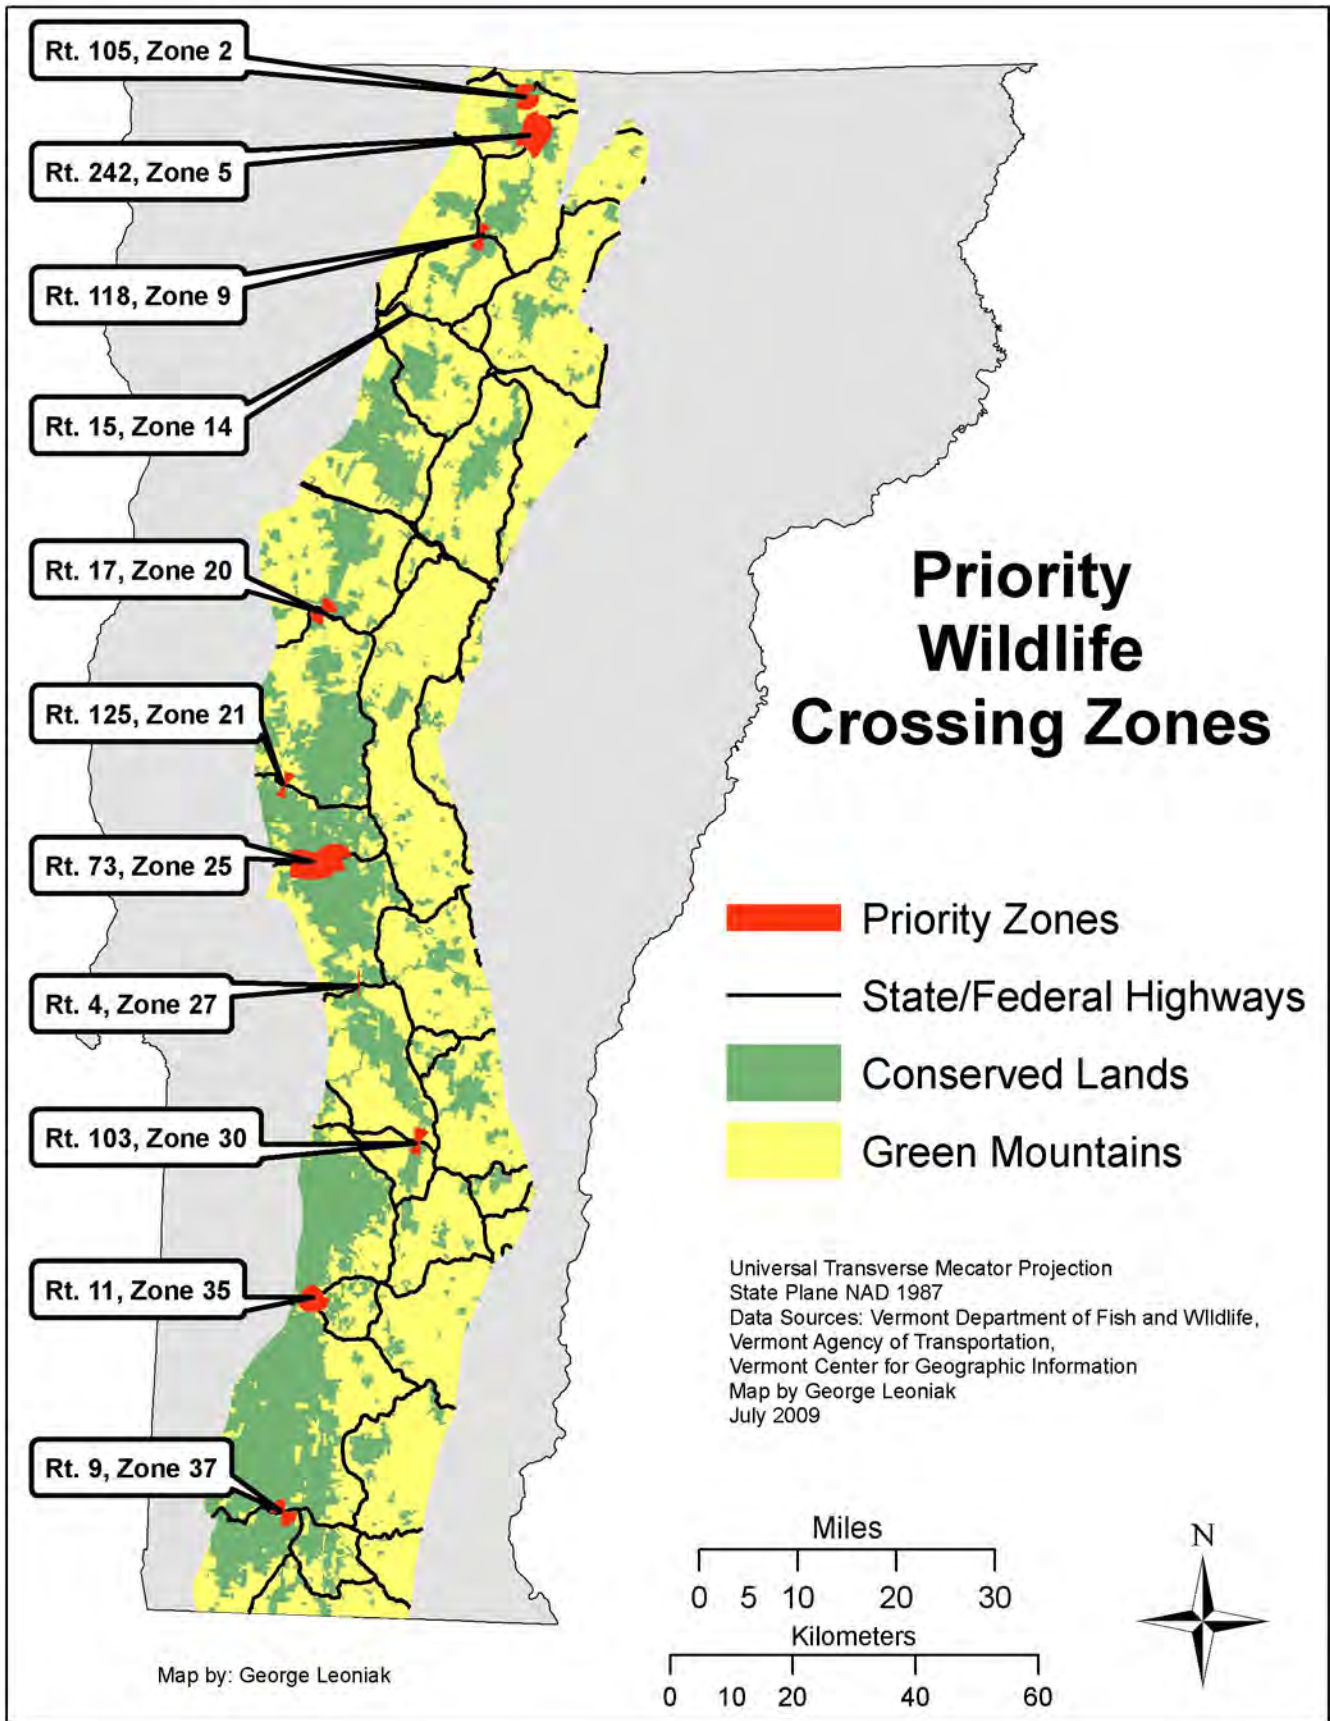 Rt. 105, Zone 2
Rt. 242, Zone 5
Rt. 118, Zone 9
Rt. 15, Zone 14
Rt. 17, Zone 20
Rt. 125, Zone 21
Rt. 73, Zone 25
Rt. 4, Zone 27
Rt. 103, Zone 30
Rt. 11, Zone 35
Rt. 9, Zone 37
Priority
Wildlife
Crossing Zones
Priority Zones
State/Federal Highways
Conserved Lands
Green Mountains
Universal Transverse Mecator Projection
State Plane NAD 1987
Data Sources: Vermont Department of Fish and WIldlife,
Vermont Agency of Transportation,
Vermont Center for Geographic Information
Map by George Leoniak
July 2009
Miles
0 5 10 20 30
Kilometers
0 10 20 40 60
N
Map by: George Leoniak